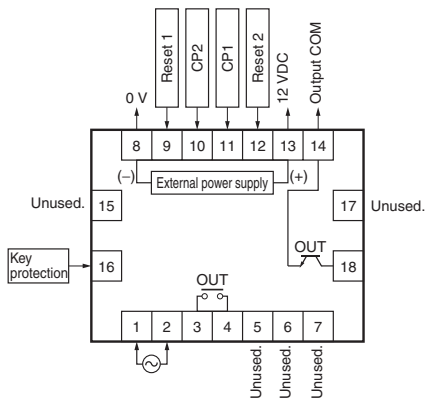 Reset 1
CP2
CP1
Reset 2
0 V
12 VDC
Output COM
8 9 10 11 12 13 14
(−) External power supply (+)
Unused. 15
17 Unused.
Key
protection
16
OUT
18
OUT
1 2 3 4 5 6 7
Unused.
Unused.
Unused.